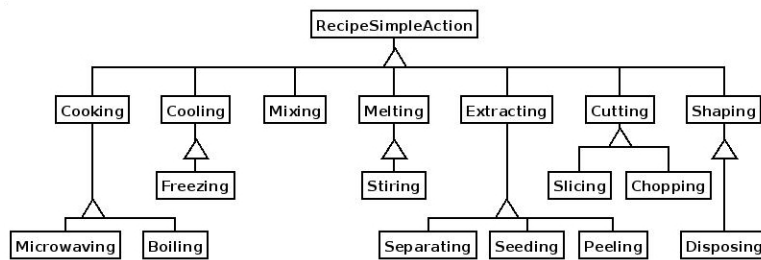 RecipeSimpleAction
Cooking Cooling Mixing Melting Extracting Cutting Shaping
Freezing Stiring Slicing Chopping
Microwaving Boiling Separating Seeding Peeling Disposing